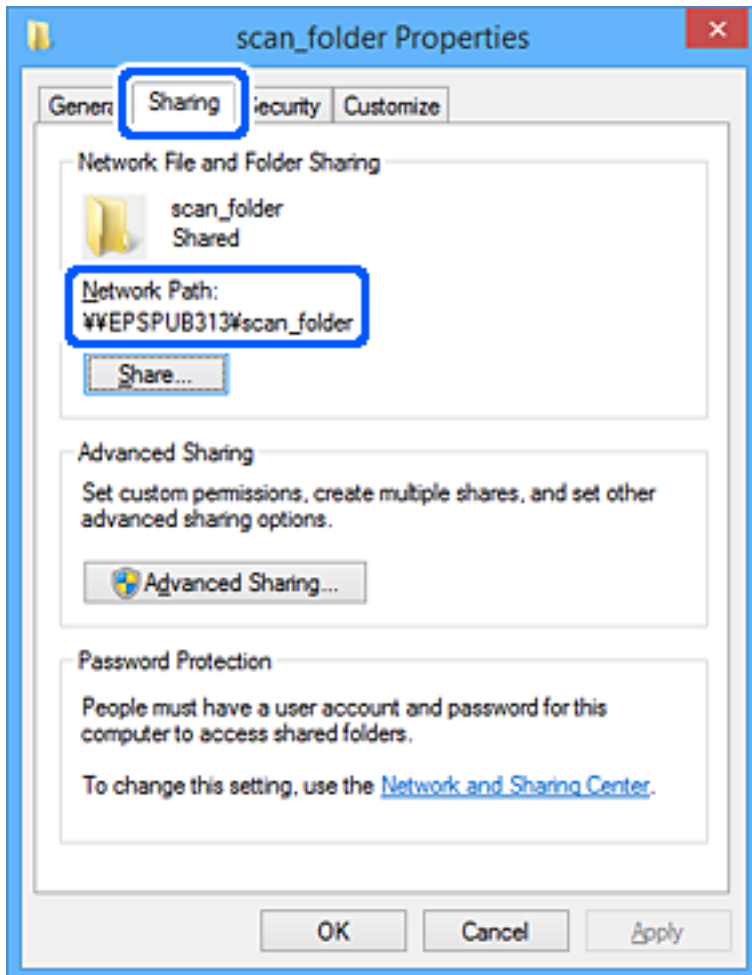 scan_folder Properties
Sharing
Customize
Network File and Folder Sharing
scan_folder
Shared
Network Path:
¥¥EPSPUB313¥scan_folder
Share...
Advanced Sharing
Set custom permissions, create multiple shares, and set other
advanced sharing options.
Advanced Sharing...
Password Protection
People must have a user account and password for this
computer to access shared folders.
To change this setting, use the Network and Sharing Center.
OK Cancel Apply